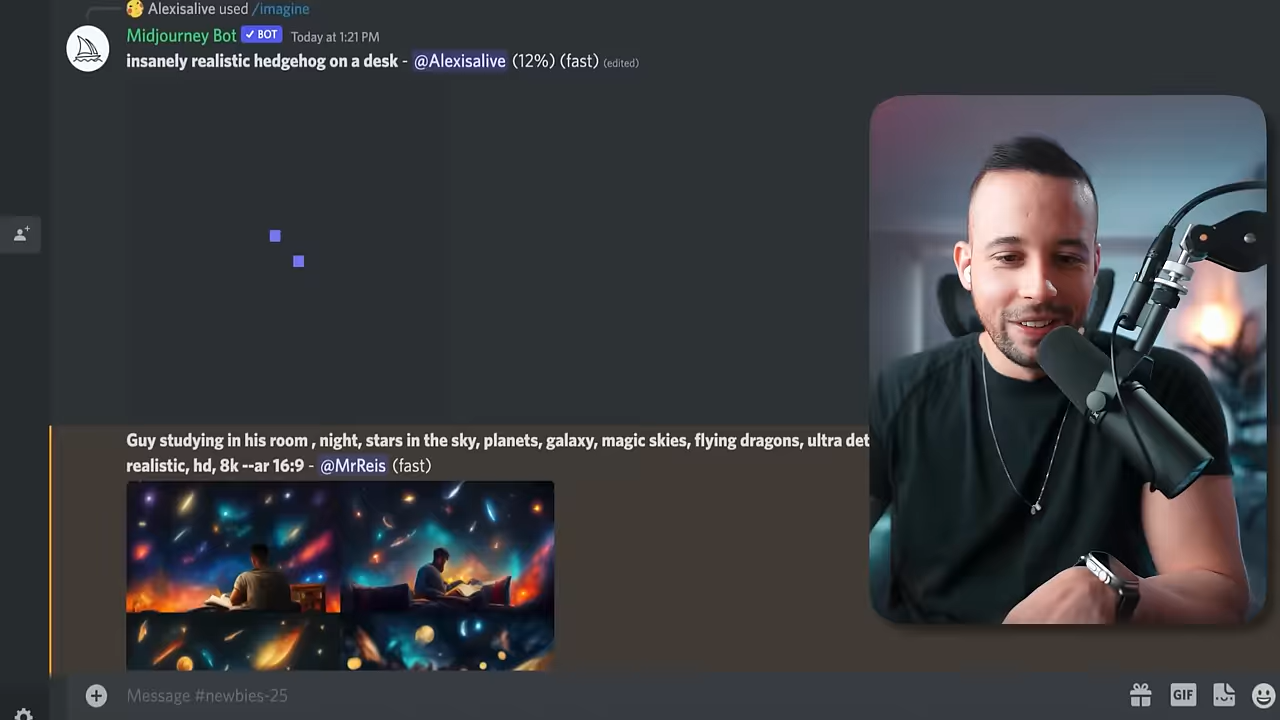 Alexisalive used /imagine
Midjourney Bot ✓ BOT Today at 1:21 PM
insanely realistic hedgehog on a desk - @Alexisalive (12%) (fast) (edited)
Guy studying in his room , night, stars in the sky, planets, galaxy, magic skies, flying dragons, ultra det
realistic, hd, 8k --ar 16:9 - @MrReis (fast)
Message #newbies-25
GIF